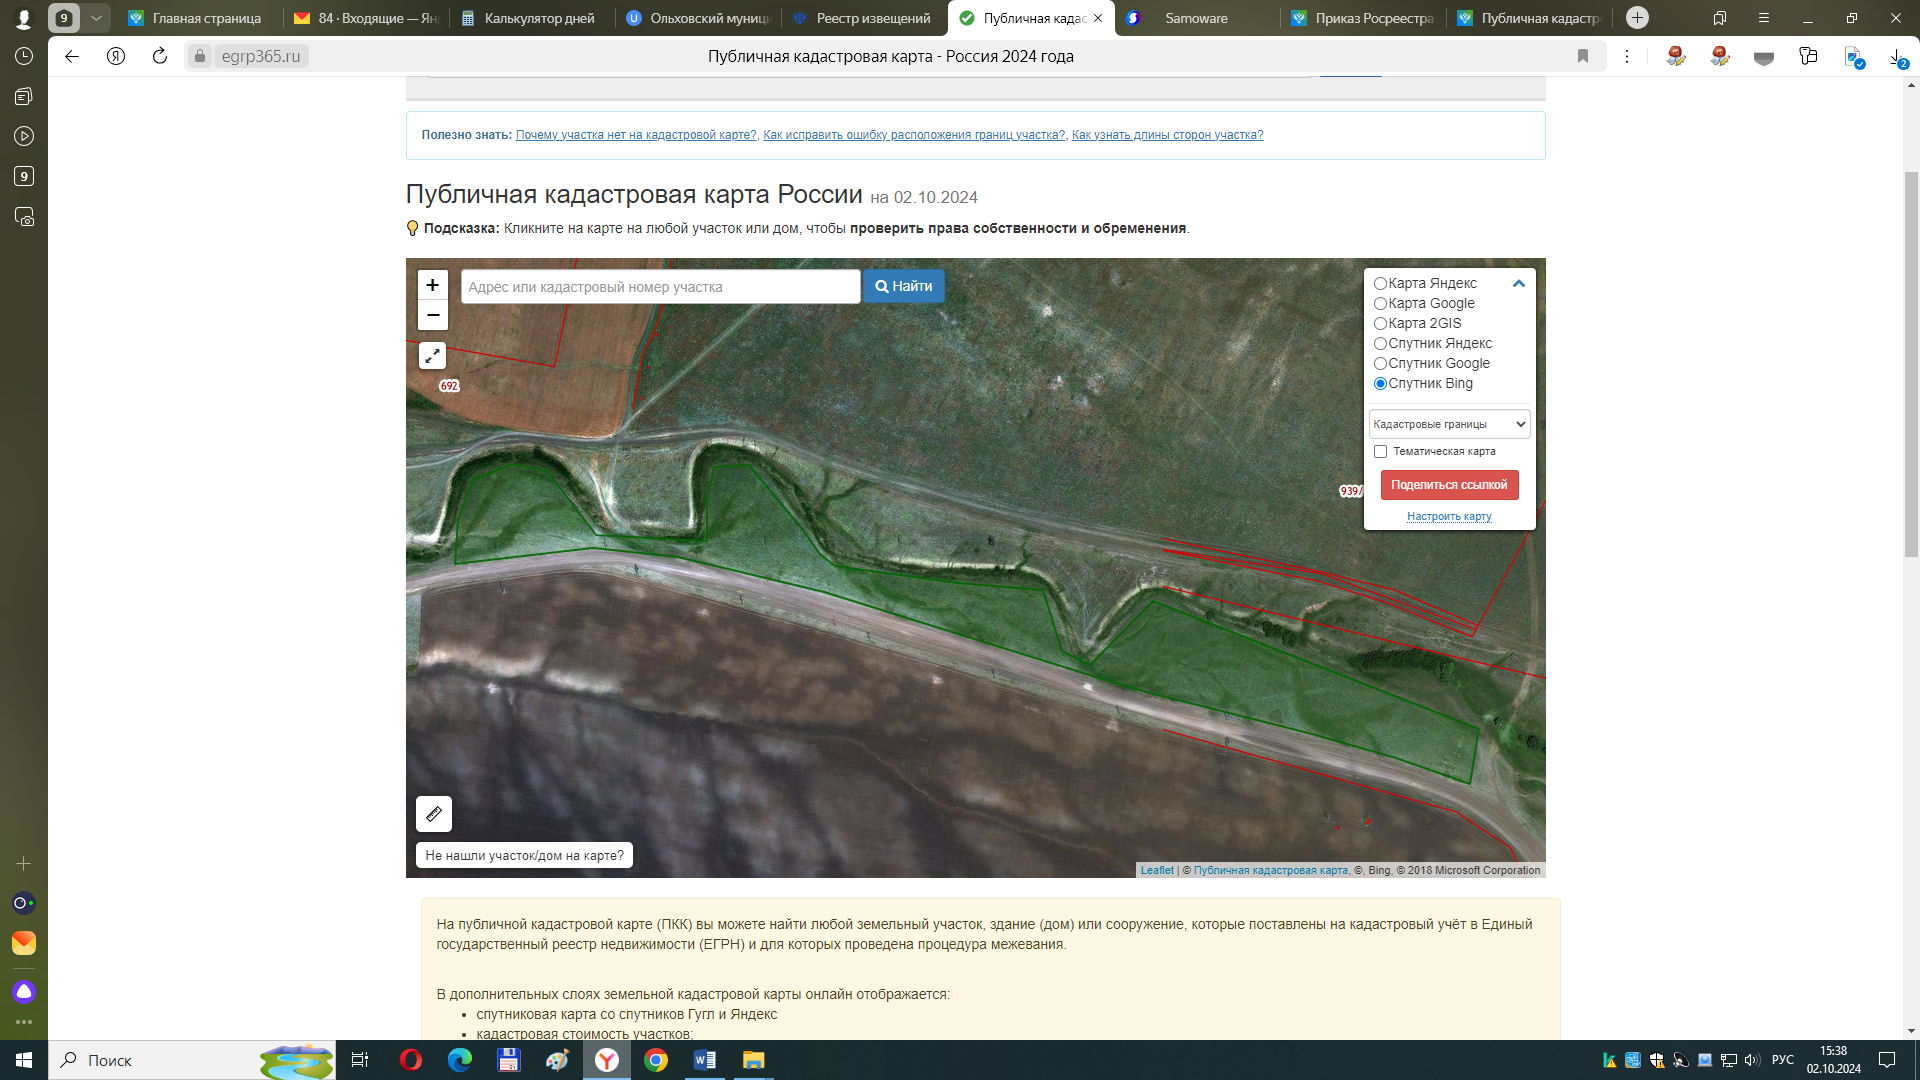 9
Главная страница
84 · Входящие — Ян
Калькулятор дней
Ольховский муници
Реестр извещений
Публичная кадас
Samoware
Приказ Росреестра
Публичная кадастр
egrp365.ru
Публичная кадастровая карта - Россия 2024 года
2
9
Полезно знать: Почему участка нет на кадастровой карте?, Как исправить ошибку расположения границ участка?, Как узнать длины сторон участка?
Публичная кадастровая карта России на 02.10.2024
Подсказка: Кликните на карте на любой участок или дом, чтобы проверить права собственности и обременения.
+
−
Адрес или кадастровый номер участка
Найти
Карта Яндекс
Карта Google
Карта 2GIS
Спутник Яндекс
Спутник Google
Спутник Bing
Кадастровые границы
Тематическая карта
Поделиться ссылкой
Настроить карту
692
939/
Не нашли участок/дом на карте?
Leaflet | © Публичная кадастровая карта, ©, Bing, © 2018 Microsoft Corporation
На публичной кадастровой карте (ПКК) вы можете найти любой земельный участок, здание (дом) или сооружение, которые поставлены на кадастровый учёт в Единый
государственный реестр недвижимости (ЕГРН) и для которых проведена процедура межевания.
В дополнительных слоях земельной кадастровой карты онлайн отображается:
• спутниковая карта со спутников Гугл и Яндекс
• кадастровая стоимость участков;
Поиск
РУС
15:38
02.10.2024